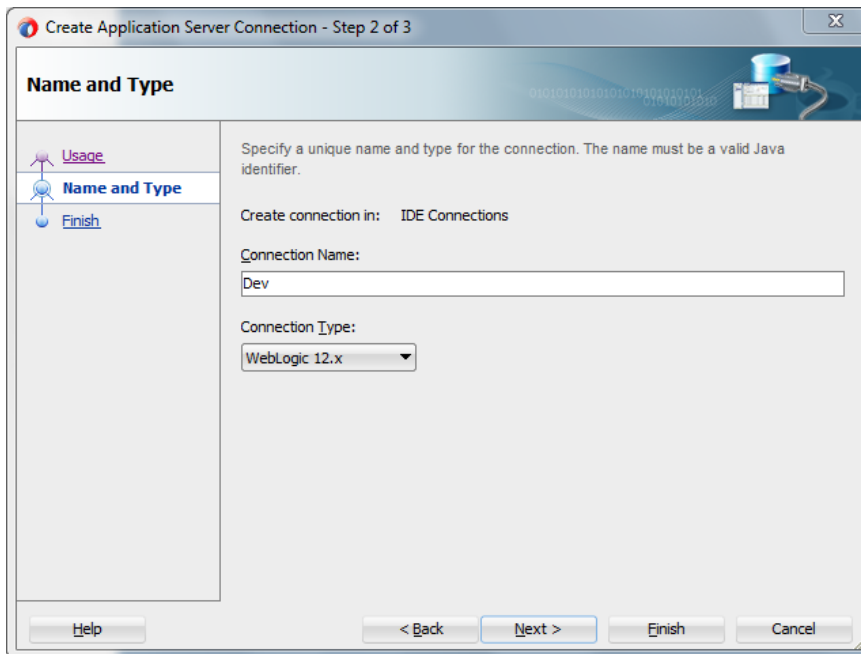 Create Application Server Connection - Step 2 of 3
Name and Type
Usage
Name and Type
Finish
Specify a unique name and type for the connection. The name must be a valid Java
identifier.
Create connection in: IDE Connections
Connection Name:
Dev
Connection Type:
WebLogic 12.x
Help
< Back
Next >
Finish
Cancel